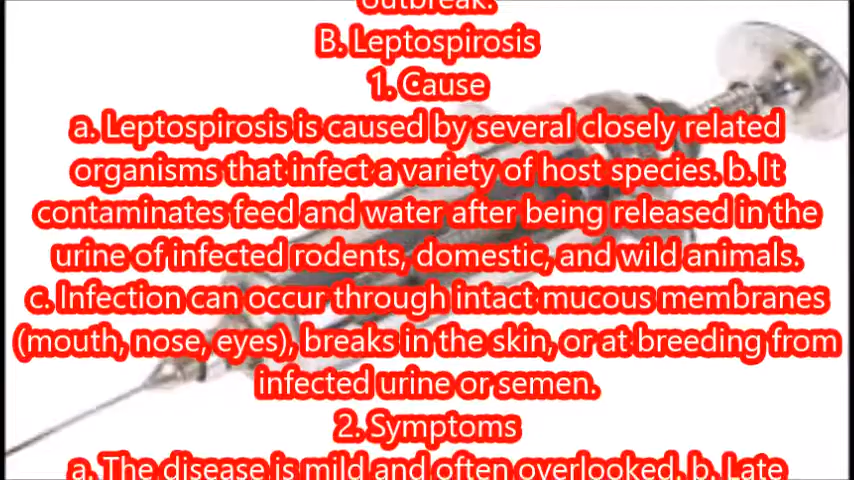 outbreak.
B. Leptospirosis
1. Cause
a. Leptospirosis is caused by several closely related
organisms that infect a variety of host species. b. It
contaminates feed and water after being released in the
urine of infected rodents, domestic, and wild animals.
c. Infection can occur through intact mucous membranes
(mouth, nose, eyes), breaks in the skin, or at breeding from
infected urine or semen.
2. Symptoms
a. The disease is mild and often overlooked. b. Late